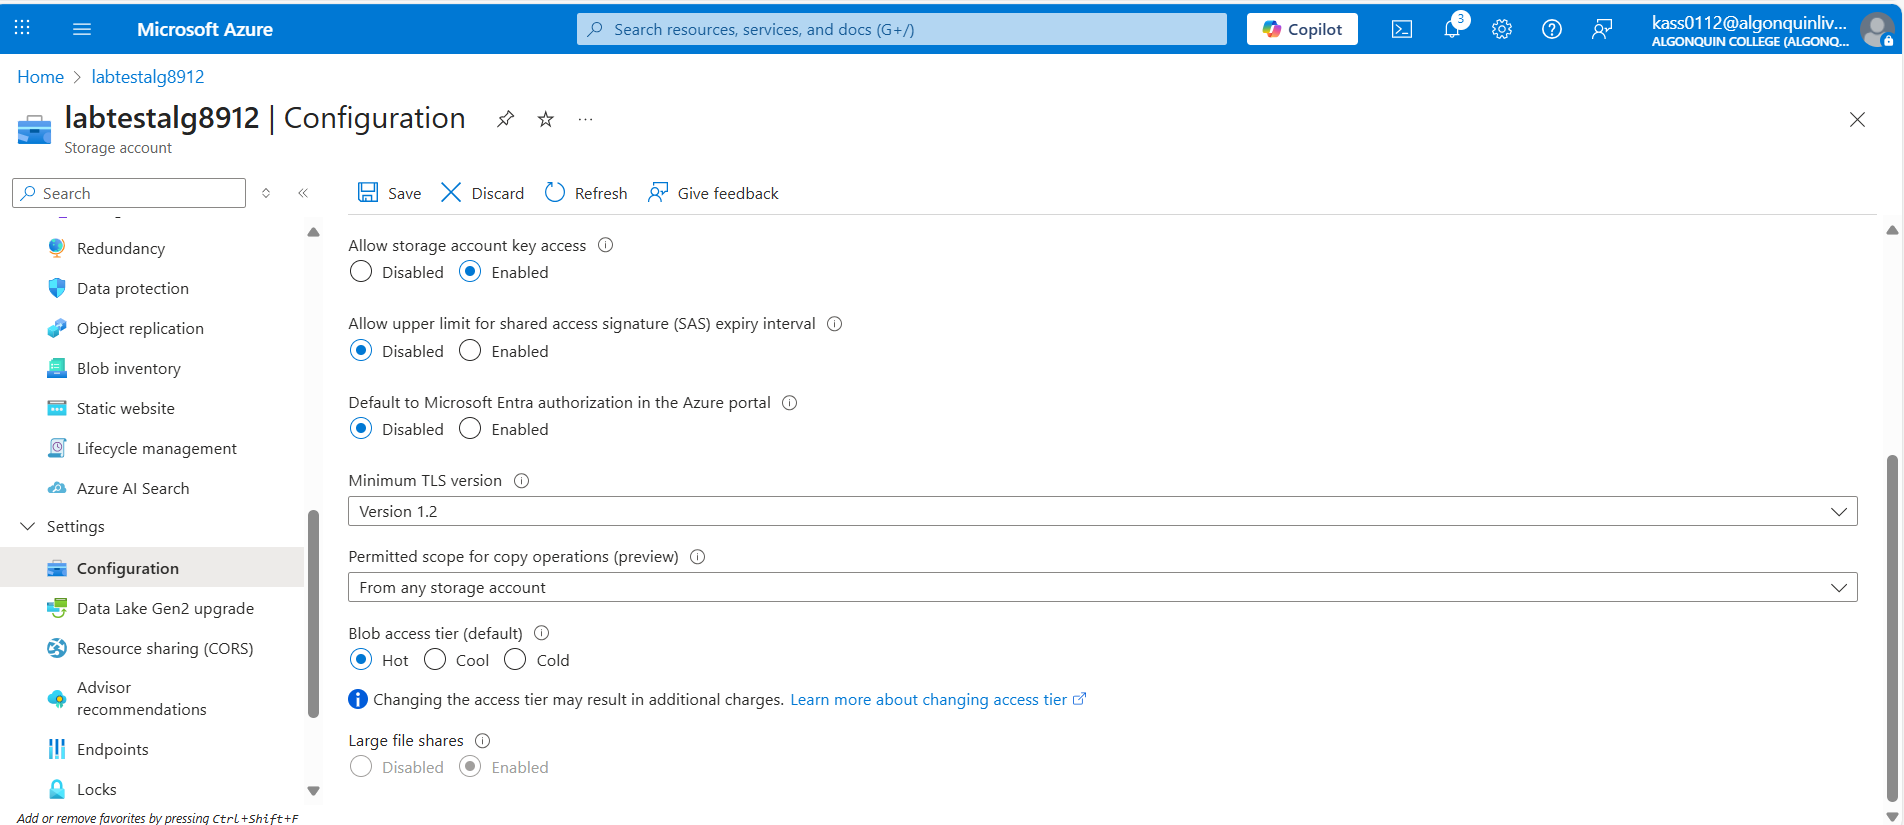 Microsoft Azure
Search resources, services, and docs (G+/)
Copilot
3
kass0112@algonquinliv...
ALGONQUIN COLLEGE (ALGONQ...
Home > labtestalg8912
labtestalg8912 | Configuration
Storage account
Search
Save
Discard
Refresh
Give feedback
Redundancy
Data protection
Object replication
Blob inventory
Static website
Lifecycle management
Azure AI Search
Settings
Configuration
Data Lake Gen2 upgrade
Resource sharing (CORS)
Advisor
recommendations
Endpoints
Locks
Add or remove favorites by pressing Ctrl+Shift+F
Allow storage account key access
Disabled Enabled
Allow upper limit for shared access signature (SAS) expiry interval
Disabled Enabled
Default to Microsoft Entra authorization in the Azure portal
Disabled Enabled
Minimum TLS version
Version 1.2
Permitted scope for copy operations (preview)
From any storage account
Blob access tier (default)
Hot Cool Cold
Changing the access tier may result in additional charges. Learn more about changing access tier
Large file shares
Disabled Enabled